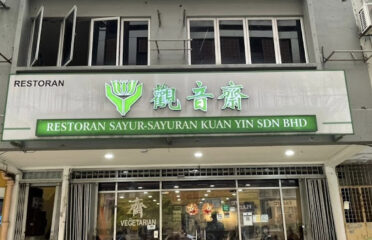 RESTORAN
觀音齋
RESTORAN SAYUR-SAYURAN KUAN YIN SDN BHD
齋
VEGETARIAN